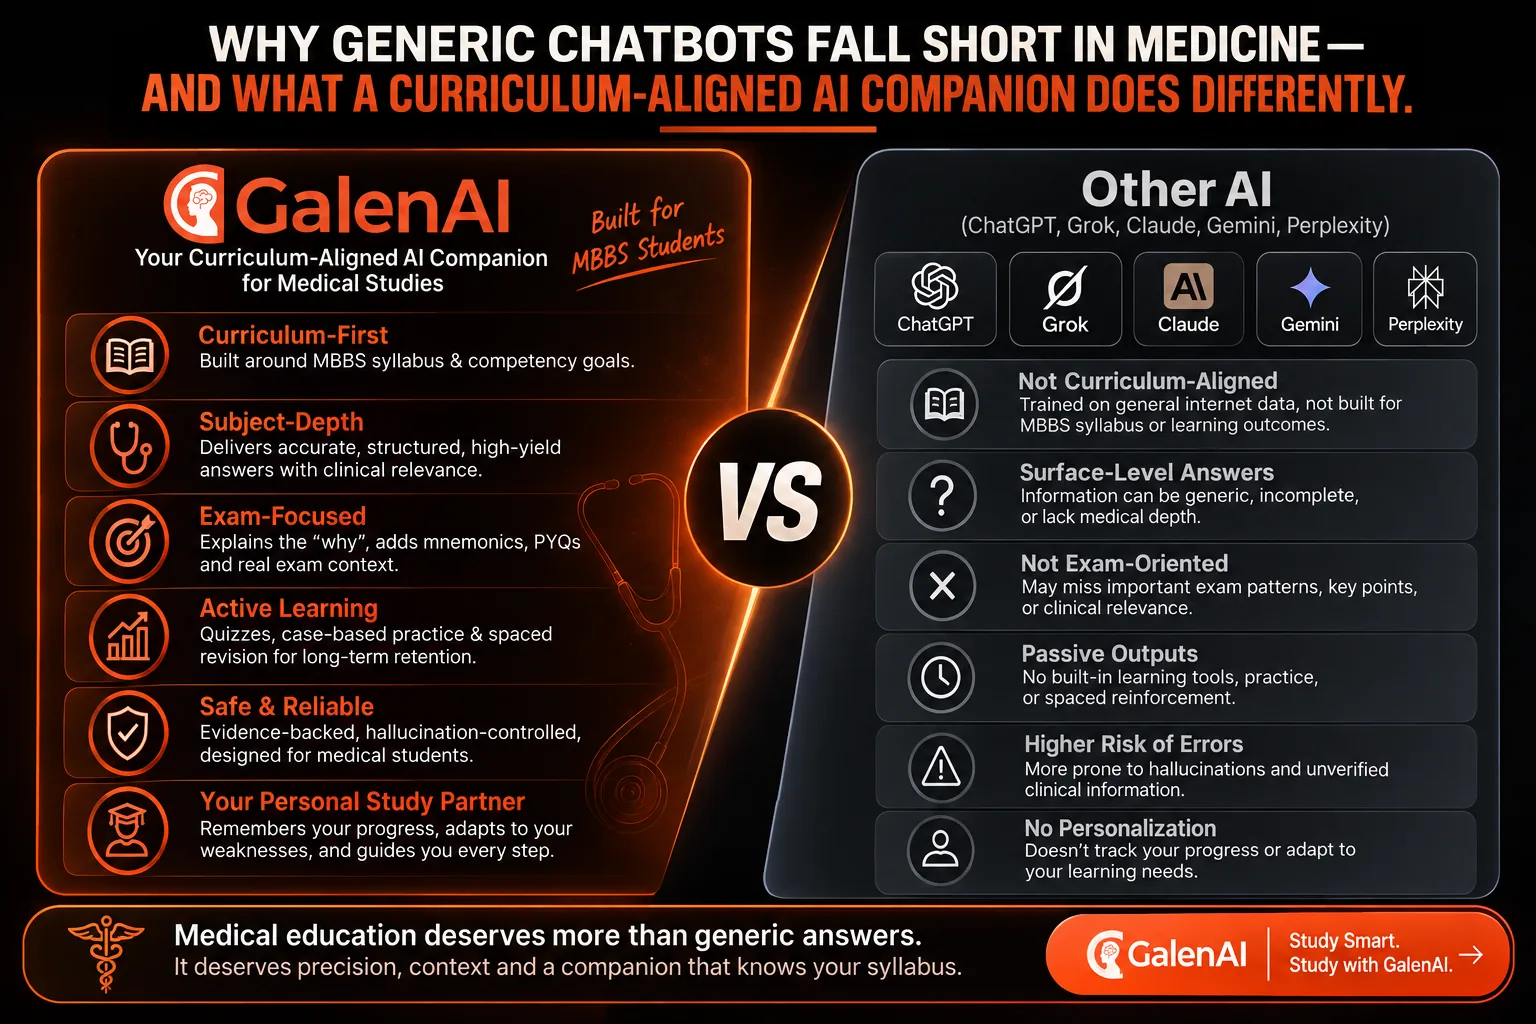 WHY GENERIC CHATBOTS FALL SHORT IN MEDICINE—
AND WHAT A CURRICULUM-ALIGNED AI COMPANION DOES DIFFERENTLY.
GalenAI
Your Curriculum-Aligned AI Companion
for Medical Studies
Built for
MBBS Students
Curriculum-First
Built around MBBS syllabus & competency goals.
Subject-Depth
Delivers accurate, structured, high-yield
answers with clinical relevance.
Exam-Focused
Explains the “why”, adds mnemonics, PYQs
and real exam context.
Active Learning
Quizzes, case-based practice & spaced
revision for long-term retention.
Safe & Reliable
Evidence-backed, hallucination-controlled,
designed for medical students.
Your Personal Study Partner
Remembers your progress, adapts to your
weaknesses, and guides you every step.
VS
Other AI
(ChatGPT, Grok, Claude, Gemini, Perplexity)
ChatGPT
Grok
AI
Claude
Gemini
Perplexity
Not Curriculum-Aligned
Trained on general internet data, not built for
MBBS syllabus or learning outcomes.
Surface-Level Answers
Information can be generic, incomplete,
or lack medical depth.
Not Exam-Oriented
May miss important exam patterns, key points,
or clinical relevance.
Passive Outputs
No built-in learning tools, practice,
or spaced reinforcement.
Higher Risk of Errors
More prone to hallucinations and unverified
clinical information.
No Personalization
Doesn’t track your progress or adapt to
your learning needs.
Medical education deserves more than generic answers.
It deserves precision, context and a companion that knows your syllabus.
GalenAI
Study Smart.
Study with GalenAI. →